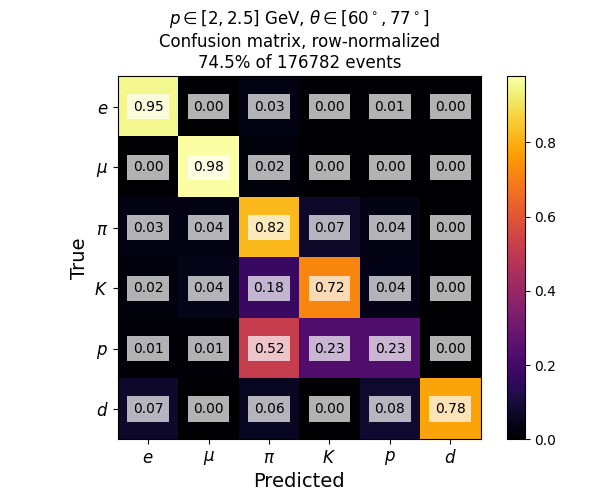 p ∈ [2, 2.5] GeV, θ ∈ [60°, 77°]
Confusion matrix, row-normalized
74.5% of 176782 events
e 0.95 0.00 0.03 0.00 0.01 0.00
μ 0.00 0.98 0.02 0.00 0.00 0.00
π 0.03 0.04 0.82 0.07 0.04 0.00
K 0.02 0.04 0.18 0.72 0.04 0.00
p 0.01 0.01 0.52 0.23 0.23 0.00
d 0.07 0.00 0.06 0.00 0.08 0.78
e μ π K p d
Predicted
True
0.8
0.6
0.4
0.2
0.0